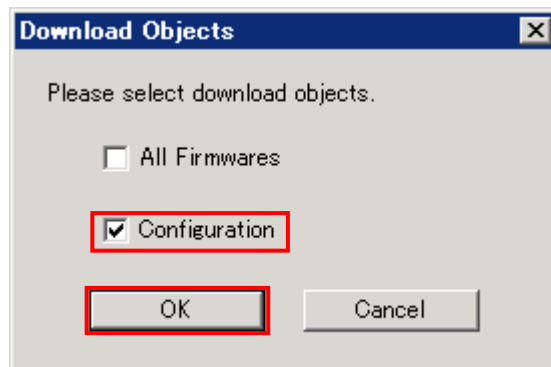 Download Objects
Please select download objects.
All Firmwares
Configuration
OK Cancel